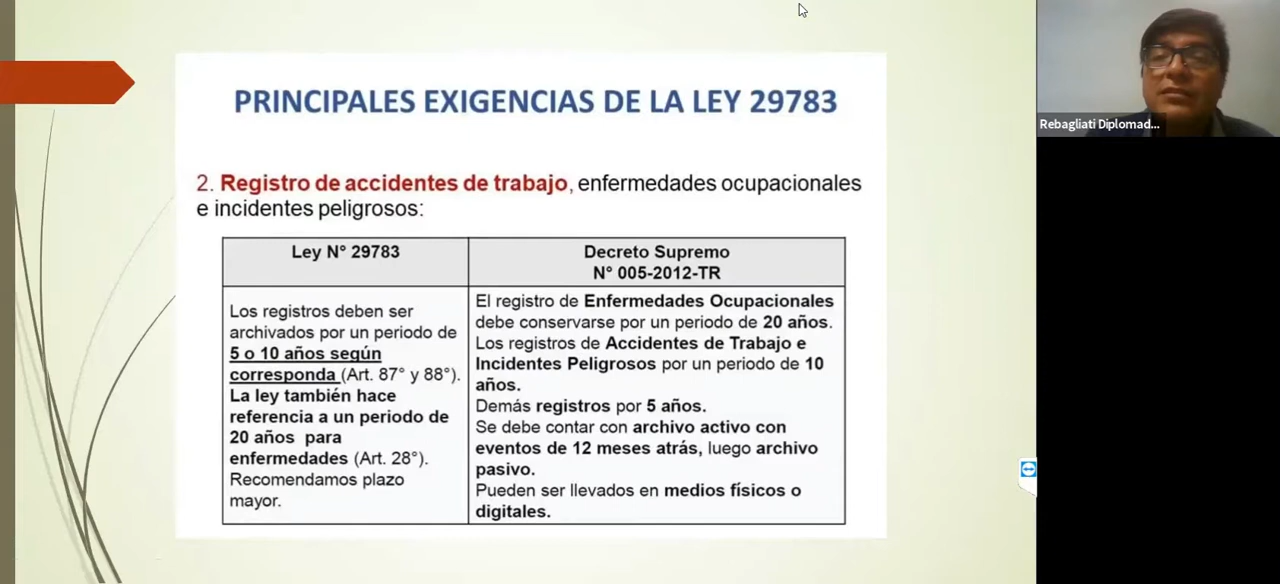 PRINCIPALES EXIGENCIAS DE LA LEY 29783
2. Registro de accidentes de trabajo, enfermedades ocupacionales
e incidentes peligrosos:
Ley N° 29783
Los registros deben ser
archivados por un periodo de
5 o 10 años según
corresponda (Art. 87° y 88°).
La ley también hace
referencia a un periodo de
20 años para
enfermedades (Art. 28°).
Recomendamos plazo
mayor.
Decreto Supremo
N° 005-2012-TR
El registro de Enfermedades Ocupacionales
debe conservarse por un periodo de 20 años.
Los registros de Accidentes de Trabajo e
Incidentes Peligrosos por un periodo de 10
años.
Demás registros por 5 años.
Se debe contar con archivo activo con
eventos de 12 meses atrás, luego archivo
pasivo.
Pueden ser llevados en medios físicos o
digitales.
Rebagliati Diplomad...